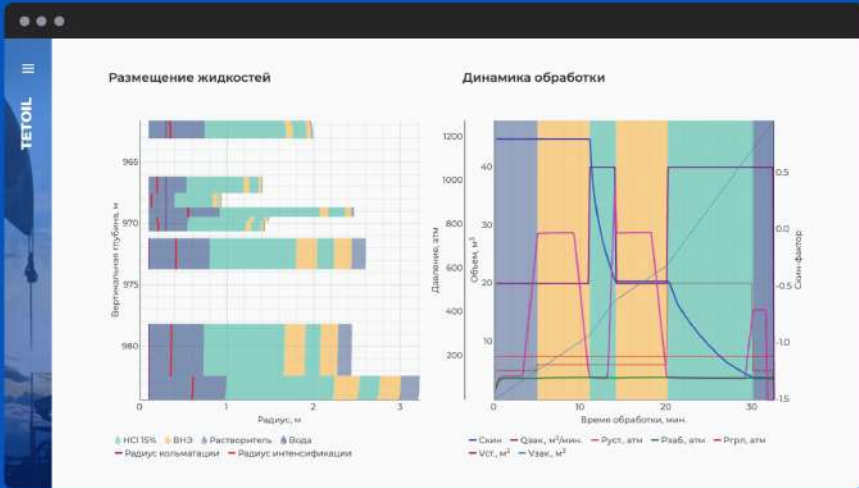 TETOIL
Размещение жидкостей
Вертикальная глубина, м
965
970
975
980
0 1 2 3
Радиус, м
HCl 15% ВНЭ Растворитель Вода
Радиус кольматации Радиус интенсификации
Динамика обработки
Давление, атм
1200
1000
800
600
400
200
Объем, м³
40
30
20
10
0.5
0.0
-0.5
-1.0
-1.5
Скин-фактор
0 10 20 30
Время обработки, мин.
Скин Qзак., м³/мин. Pуст., атм Pзаб., атм Pгрп, атм
Vст., м³ Vзак., м³